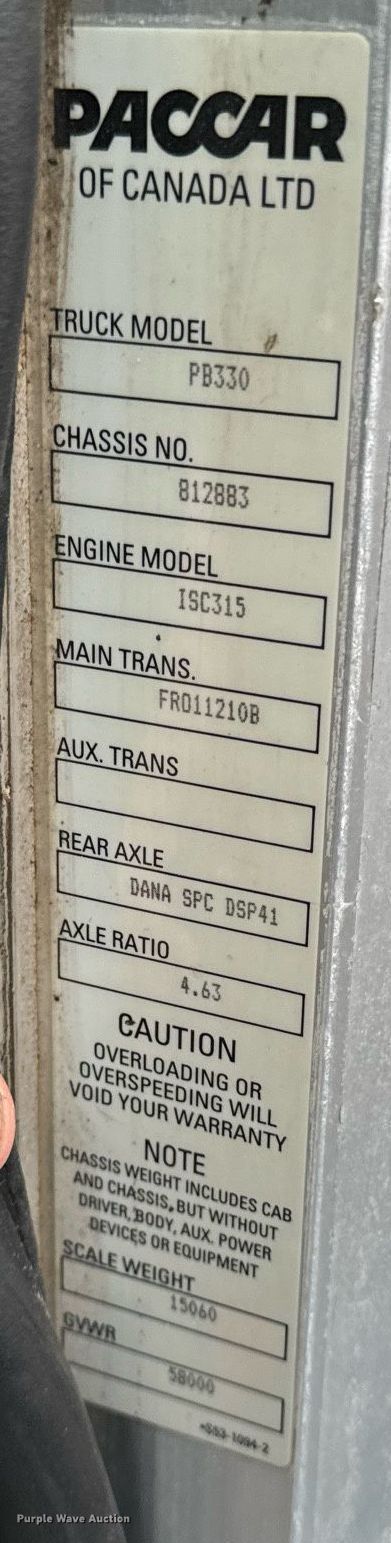 PACCAR
OF CANADA LTD
TRUCK MODEL
PB330
CHASSIS NO.
812883
ENGINE MODEL
ISC315
MAIN TRANS.
FRO11210B
AUX. TRANS
REAR AXLE
DANA SPC DSP41
AXLE RATIO
4.63
CAUTION
OVERLOADING OR
OVERSPEEDING WILL
VOID YOUR WARRANTY
NOTE
CHASSIS WEIGHT INCLUDES CAB
AND CHASSIS, BUT WITHOUT
DRIVER, BODY, AUX. POWER
DEVICES OR EQUIPMENT
SCALE WEIGHT
15060
GVWR
58000
Purple Wave Auction